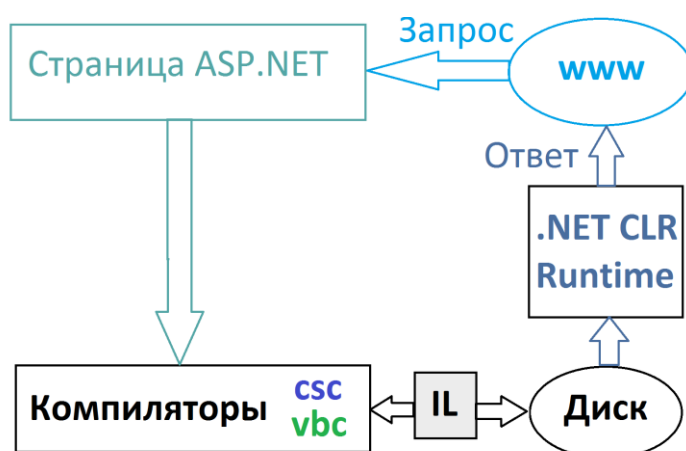 Запрос
Страница ASP.NET
www
Ответ
.NET CLR
Runtime
Компиляторы
csc
vbc
IL
Диск